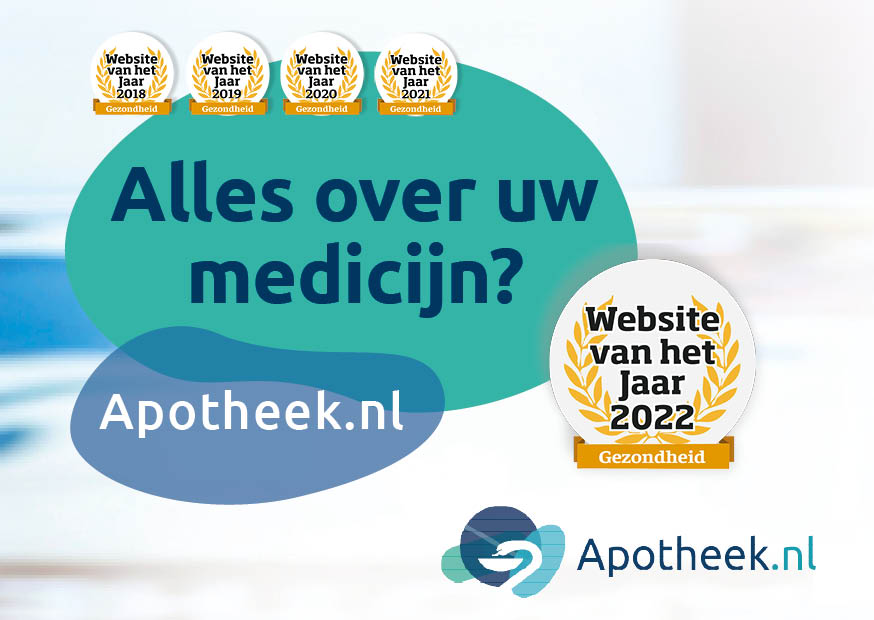 Website
van het
Jaar
2018
Gezondheid
Website
van het
Jaar
2019
Gezondheid
Website
van het
Jaar
2020
Gezondheid
Website
van het
Jaar
2021
Gezondheid
Alles over uw
medicijn?
Apotheek.nl
Website
van het
Jaar
2022
Gezondheid
Apotheek.nl